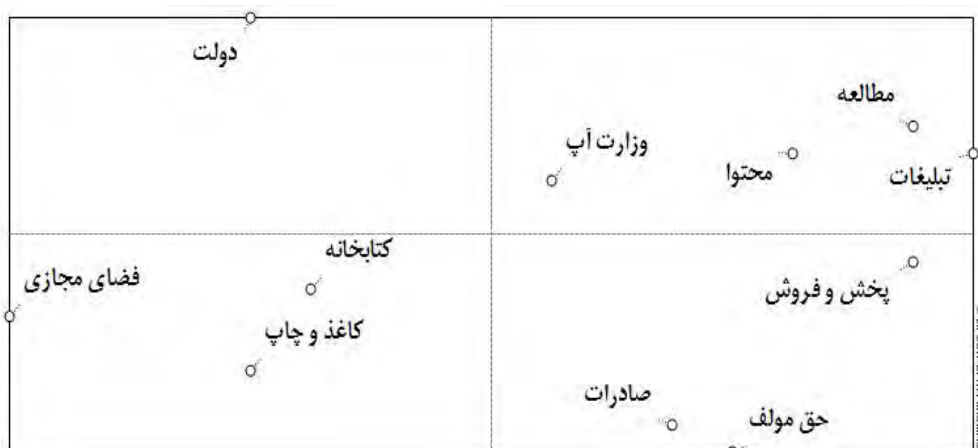 دولت
مطالعه
وزارت آپ
محتوا
تبلیغات
کتابخانه
فضای مجازی
پخش و فروش
کاغذ و چاپ
صادرات
حق مولف